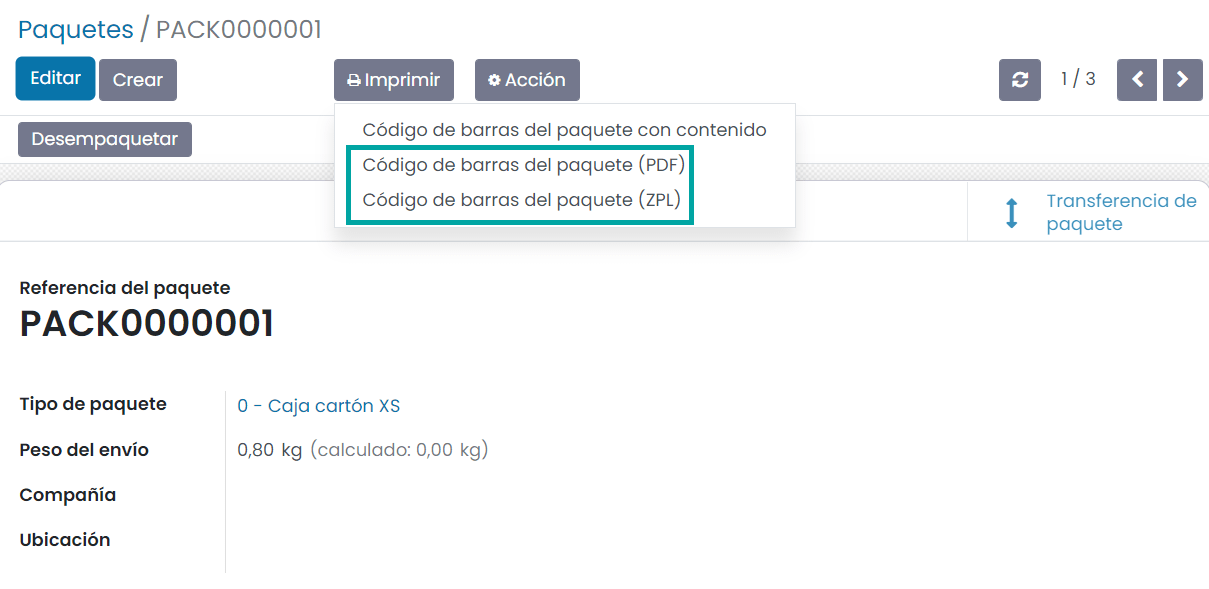 Paquetes / PACK0000001
Editar Crear Imprimir Acción 1 / 3
Código de barras del paquete con contenido
Desempaquetar
Código de barras del paquete (PDF)
Código de barras del paquete (ZPL)
Transferencia de
paquete
Referencia del paquete
PACK0000001
Tipo de paquete 0 - Caja cartón XS
Peso del envío 0,80 kg (calculado: 0,00 kg)
Compañía
Ubicación